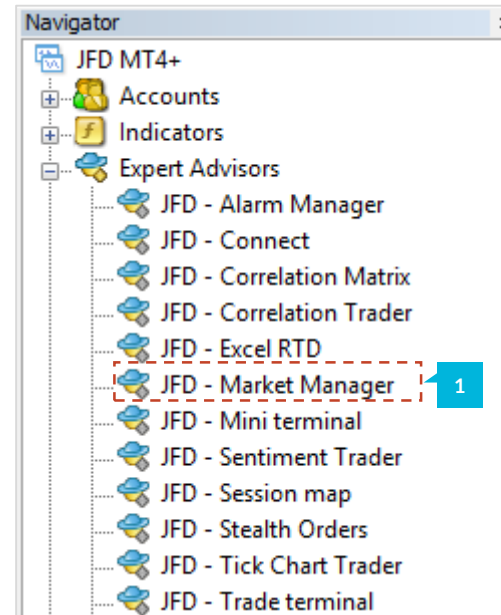 Navigator
JFD MT4+
Accounts
Indicators
Expert Advisors
JFD - Alarm Manager
JFD - Connect
JFD - Correlation Matrix
JFD - Correlation Trader
JFD - Excel RTD
JFD - Market Manager 1
JFD - Mini terminal
JFD - Sentiment Trader
JFD - Session map
JFD - Stealth Orders
JFD - Tick Chart Trader
JFD - Trade terminal